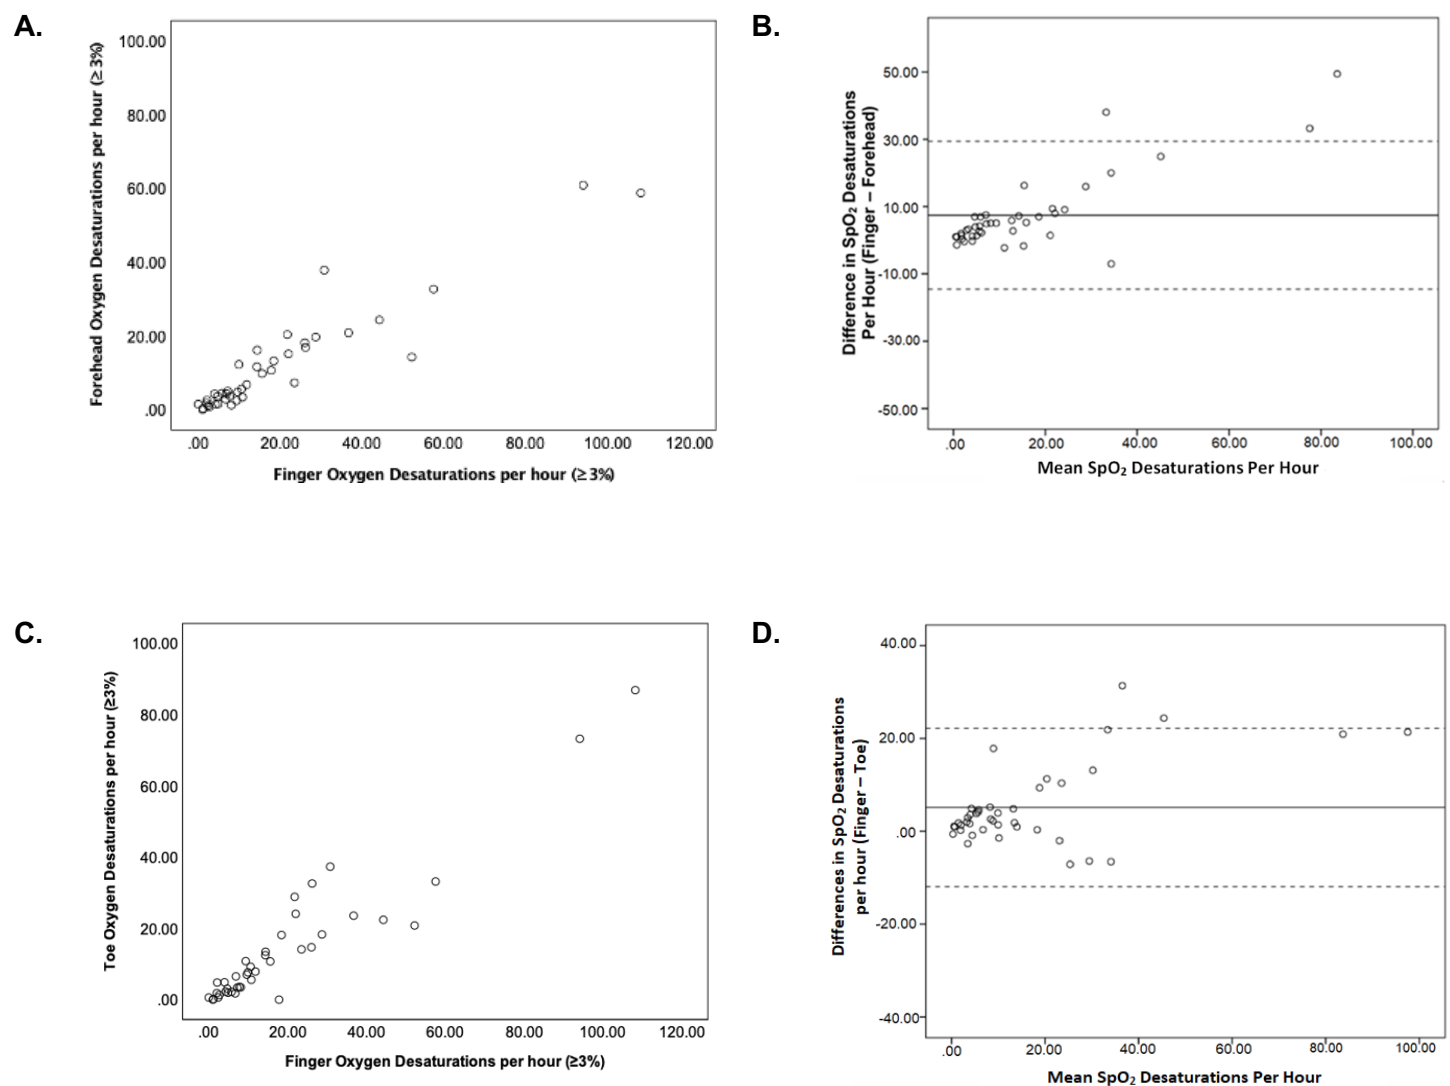 A.
Forehead Oxygen Desaturations per hour (≥3%)
100.00
80.00
60.00
40.00
20.00
.00
.00 20.00 40.00 60.00 80.00 100.00 120.00
Finger Oxygen Desaturations per hour (≥3%)
B.
Difference in SpO2 Desaturations
Per Hour (Finger – Forehead)
50.00
30.00
10.00
-10.00
-30.00
-50.00
.00 20.00 40.00 60.00 80.00 100.00
Mean SpO2 Desaturations Per Hour
C.
Toe Oxygen Desaturations per hour (≥3%)
100.00
80.00
60.00
40.00
20.00
.00
.00 20.00 40.00 60.00 80.00 100.00 120.00
Finger Oxygen Desaturations per hour (≥3%)
D.
Differences in SpO2 Desaturations
per hour (Finger – Toe)
40.00
20.00
.00
-20.00
-40.00
.00 20.00 40.00 60.00 80.00 100.00
Mean SpO2 Desaturations Per Hour